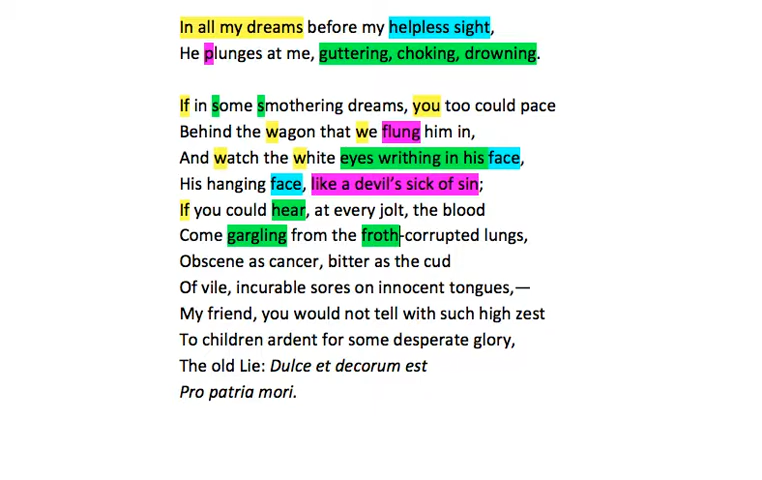 In all my dreams before my helpless sight,
He plunges at me, guttering, choking, drowning.
If in some smothering dreams, you too could pace
Behind the wagon that we flung him in,
And watch the white eyes writhing in his face,
His hanging face, like a devil’s sick of sin;
If you could hear, at every jolt, the blood
Come gargling from the froth-corrupted lungs,
Obscene as cancer, bitter as the cud
Of vile, incurable sores on innocent tongues,—
My friend, you would not tell with such high zest
To children ardent for some desperate glory,
The old Lie: Dulce et decorum est
Pro patria mori.